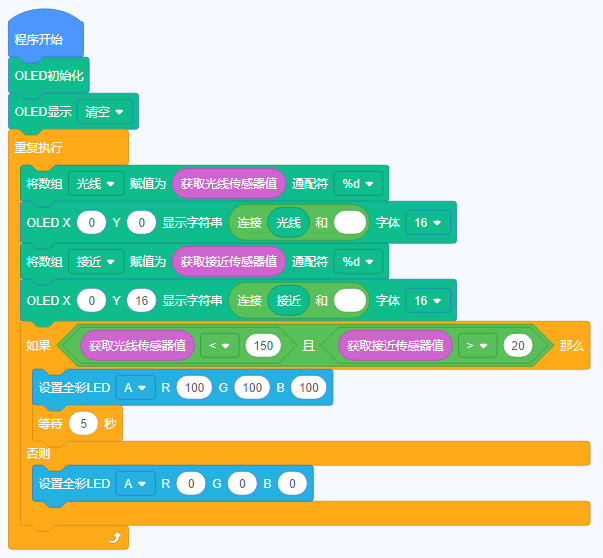 程序开始
OLED初始化
OLED显示 清空
重复执行
将数组 光线 赋值为 获取光线传感器值 通配符 %d
OLED X 0 Y 0 显示字符串 连接 光线 和 字体 16
将数组 接近 赋值为 获取接近传感器值 通配符 %d
OLED X 0 Y 16 显示字符串 连接 接近 和 字体 16
如果 获取光线传感器值 < 150 且 获取接近传感器值 > 20 那么
设置全彩LED A R 100 G 100 B 100
等待 5 秒
否则
设置全彩LED A R 0 G 0 B 0